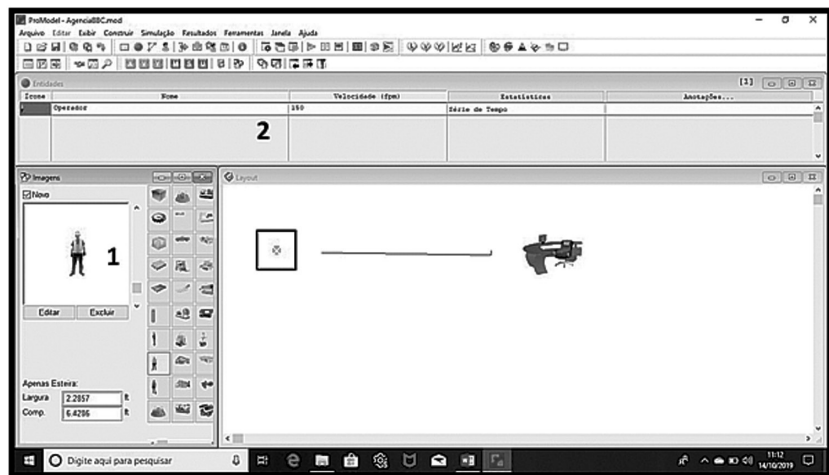 ProModel - AgenciaBBC.mod
Arquivo Editar Exibir Construir Simulação Resultados Ferramentas Janela Ajuda
Entidades [1]
Icone Nome Velocidade (fpm) Estatísticas Anotações...
Operador 150 Série de Tempo
2
Imagens
Novo
1
Editar Excluir
Apenas Esteira:
Largura 2.2857 ft
Comp. 6.4286 ft
Layout
Digite aqui para pesquisar
11:12
14/10/2019